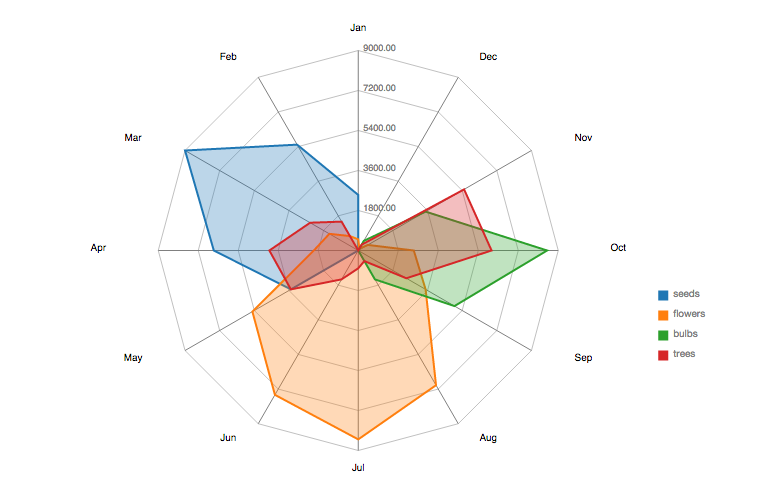 Jan
9000.00
Feb
Dec
7200.00
Mar
5400.00
Nov
3600.00
1800.00
Apr
Oct
seeds
flowers
bulbs
trees
May
Sep
Jun
Aug
Jul